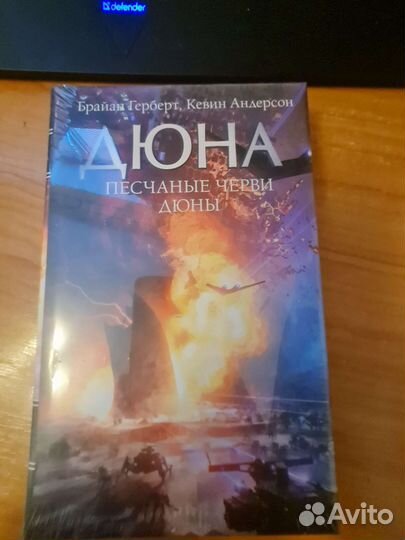 defender
Брайан Герберт, Кевин Андерсон
ДЮНА
ПЕСЧАНЫЕ ЧЕРВИ
ДЮНЫ
Avito